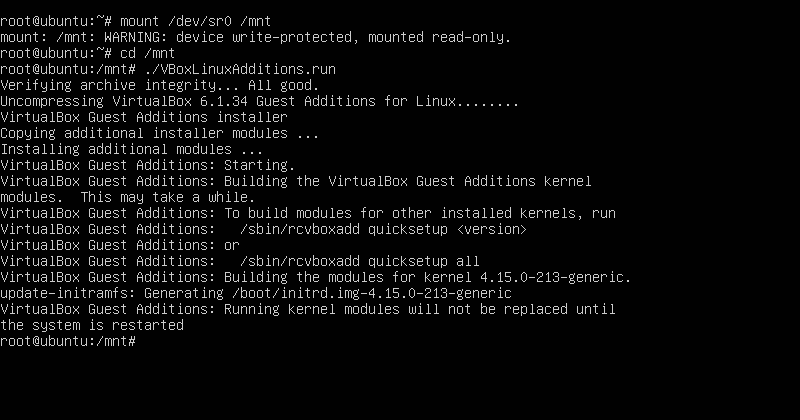 root@ubuntu:~# mount /dev/sr0 /mnt
mount: /mnt: WARNING: device write-protected, mounted read-only.
root@ubuntu:~# cd /mnt
root@ubuntu:/mnt# ./VBoxLinuxAdditions.run
Verifying archive integrity... All good.
Uncompressing VirtualBox 6.1.34 Guest Additions for Linux........
VirtualBox Guest Additions installer
Copying additional installer modules ...
Installing additional modules ...
VirtualBox Guest Additions: Starting.
VirtualBox Guest Additions: Building the VirtualBox Guest Additions kernel
modules.  This may take a while.
VirtualBox Guest Additions: To build modules for other installed kernels, run
VirtualBox Guest Additions:   /sbin/rcvboxadd quicksetup <version>
VirtualBox Guest Additions: or
VirtualBox Guest Additions:   /sbin/rcvboxadd quicksetup all
VirtualBox Guest Additions: Building the modules for kernel 4.15.0-213-generic.
update-initramfs: Generating /boot/initrd.img-4.15.0-213-generic
VirtualBox Guest Additions: Running kernel modules will not be replaced until
the system is restarted
root@ubuntu:/mnt#